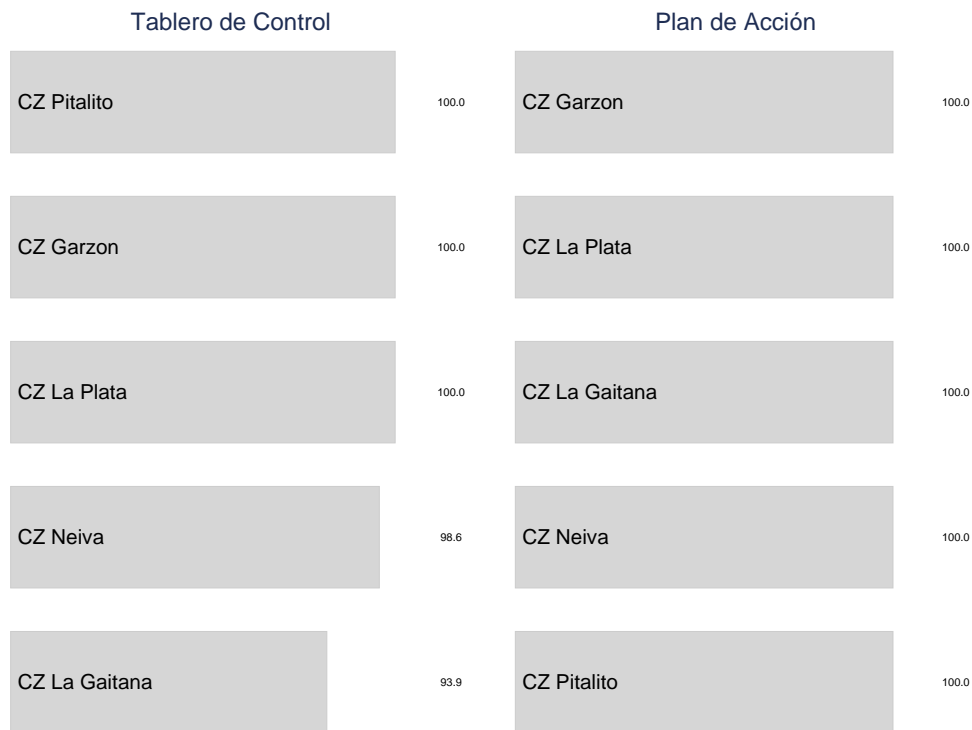 Tablero de Control
CZ Pitalito 100.0
CZ Garzon 100.0
CZ La Plata 100.0
CZ Neiva 98.6
CZ La Gaitana 93.9
Plan de Acción
CZ Garzon 100.0
CZ La Plata 100.0
CZ La Gaitana 100.0
CZ Neiva 100.0
CZ Pitalito 100.0